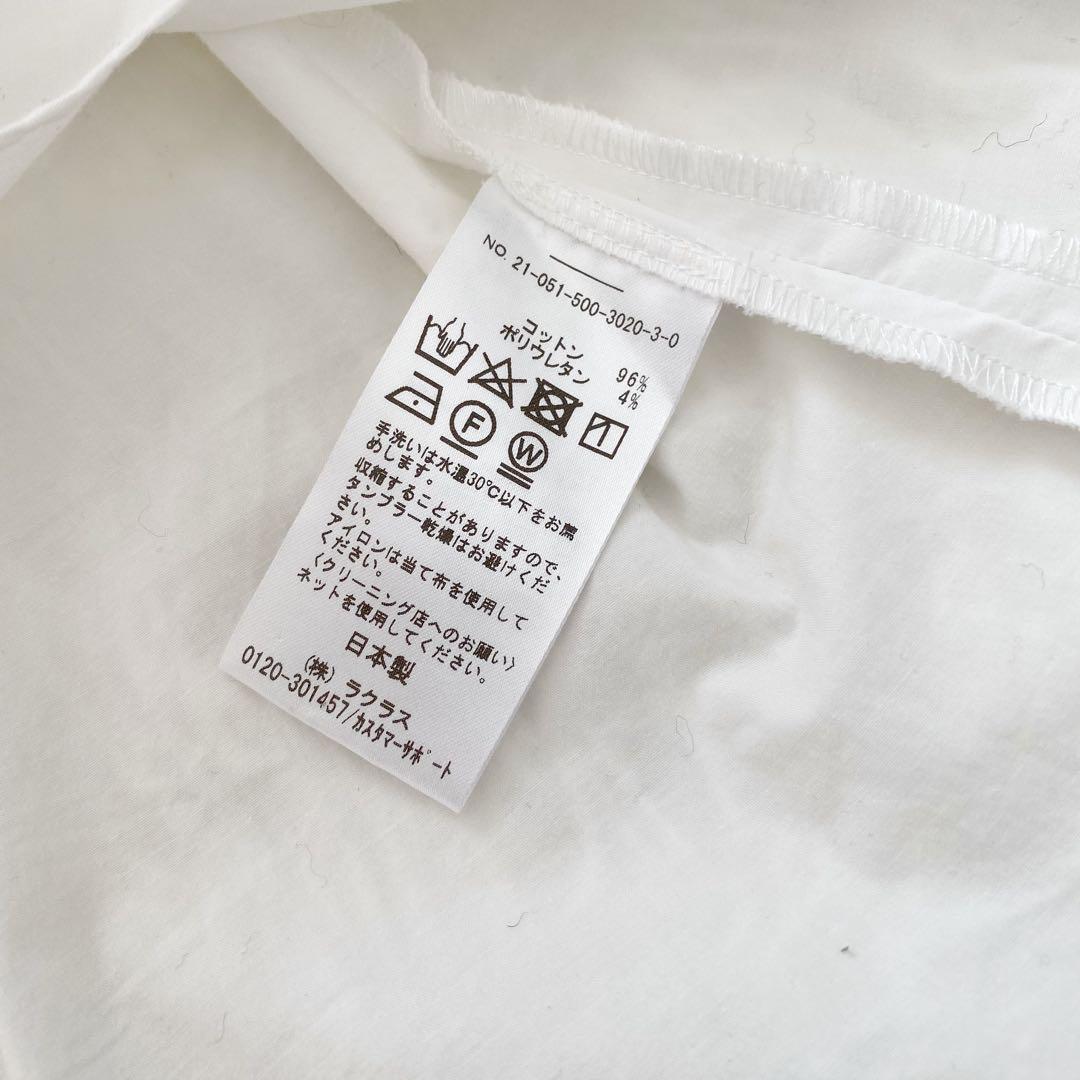 NO. 21-051-500-3020-3-0
コットン 96%
ポリウレタン 4%
F W
手洗いは水温30℃以下をお薦
めします。
収縮することがありますので、
タンブラー乾燥はお避けくだ
さい。
アイロンは当て布を使用して
ください。
〈クリーニング店へのお願い〉
ネットを使用してください。
日本製
(株) ラクラス
0120-301457/カスタマーサポート